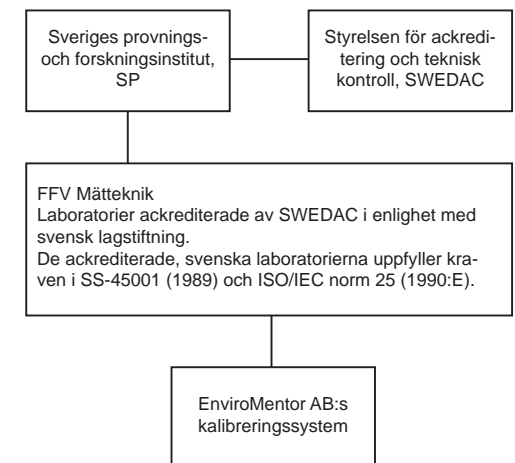 Sveriges provnings-
och forskningsinstitut,
SP
Styrelsen för ackredi-
tering och teknisk
kontroll, SWEDAC
FFV Mätteknik
Laboratorier ackrediterade av SWEDAC i enlighet med
svensk lagstiftning.
De ackrediterade, svenska laboratorierna uppfyller kra-
ven i SS-45001 (1989) och ISO/IEC norm 25 (1990:E).
EnviroMentor AB:s
kalibreringssystem